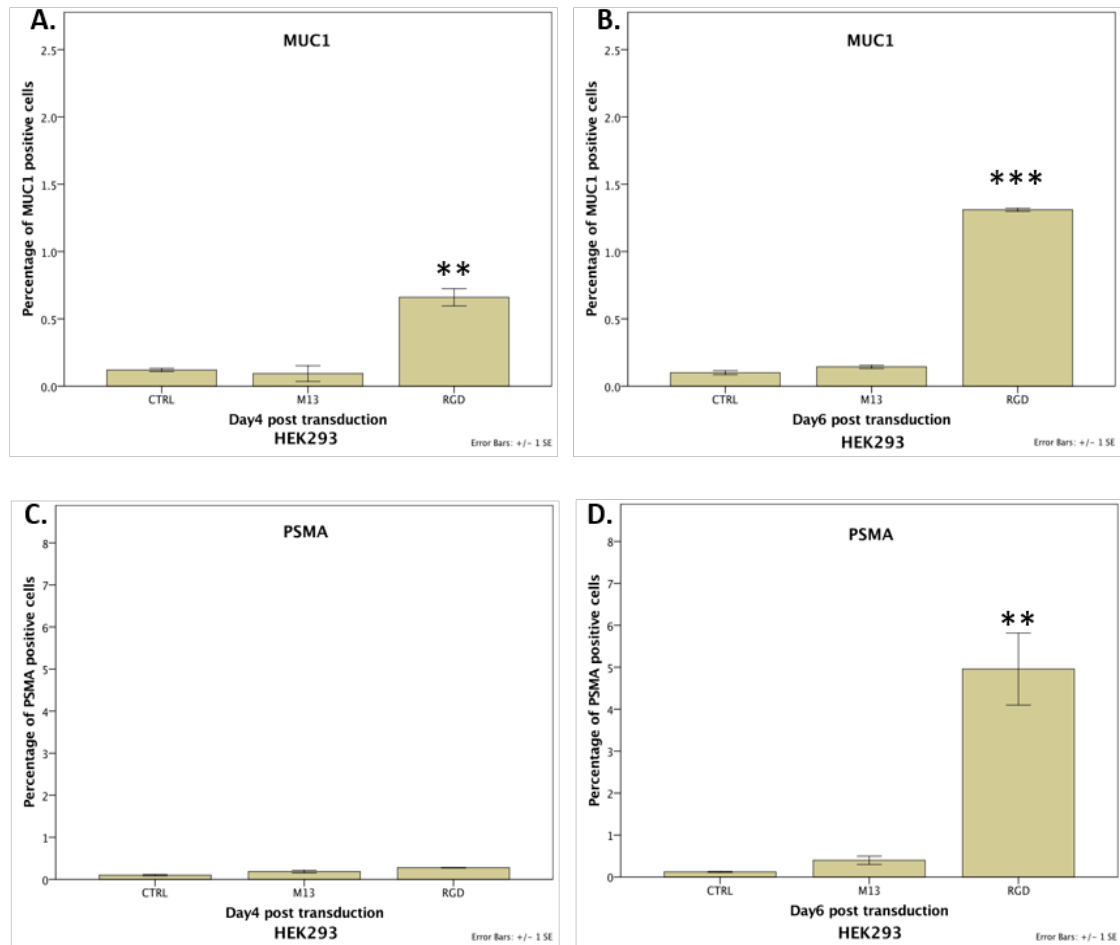 A.
MUC1
Percentage of MUC1 positive cells
2.5
2.0
1.5
1.0
0.5
0.0
**
CTRL
M13
RGD
Day4 post transduction
HEK293
Error Bars: +/- 1 SE
B.
MUC1
Percentage of MUC1 positive cells
2.5
2.0
1.5
1.0
0.5
0.0
***
CTRL
M13
RGD
Day6 post transduction
HEK293
Error Bars: +/- 1 SE
C.
PSMA
Percentage of PSMA positive cells
8
7
6
5
4
3
2
1
0
CTRL
M13
RGD
Day4 post transduction
HEK293
Error Bars: +/- 1 SE
D.
PSMA
Percentage of PSMA positive cells
8
7
6
5
4
3
2
1
0
**
CTRL
M13
RGD
Day6 post transduction
HEK293
Error Bars: +/- 1 SE